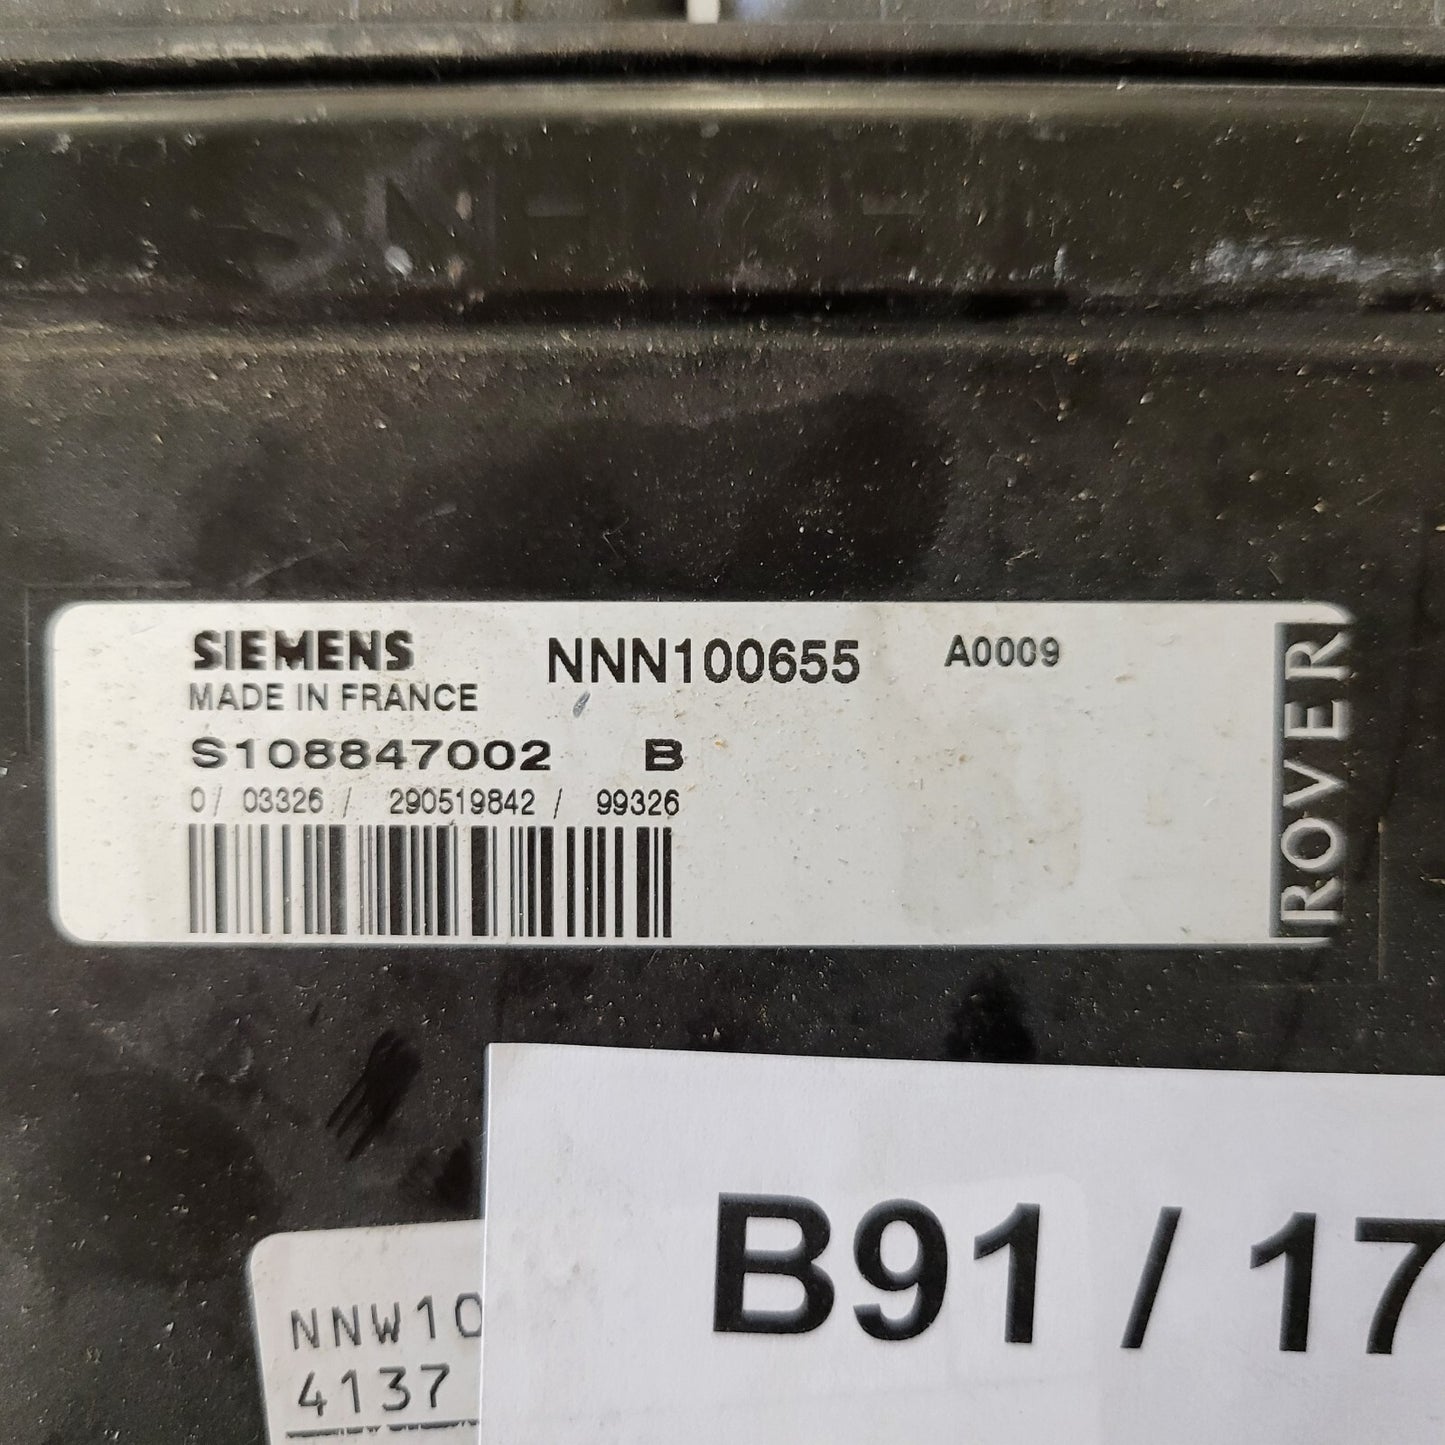 SIEMENS NNN100655 A0009
MADE IN FRANCE
S108847002 B
0/ 03326 / 290519842 / 99326
ROVER
B91 / 17
NNW10
4137